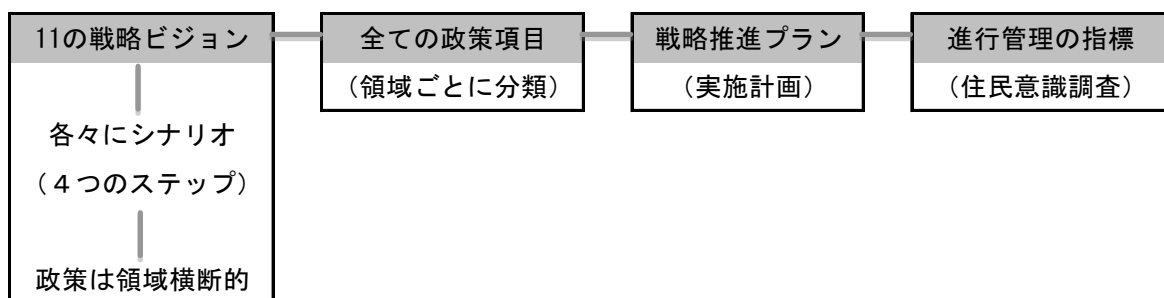 11の戦略ビジョン
各々にシナリオ
（４つのステップ）
政策は領域横断的
全ての政策項目
（領域ごとに分類）
戦略推進プラン
（実施計画）
進行管理の指標
（住民意識調査）